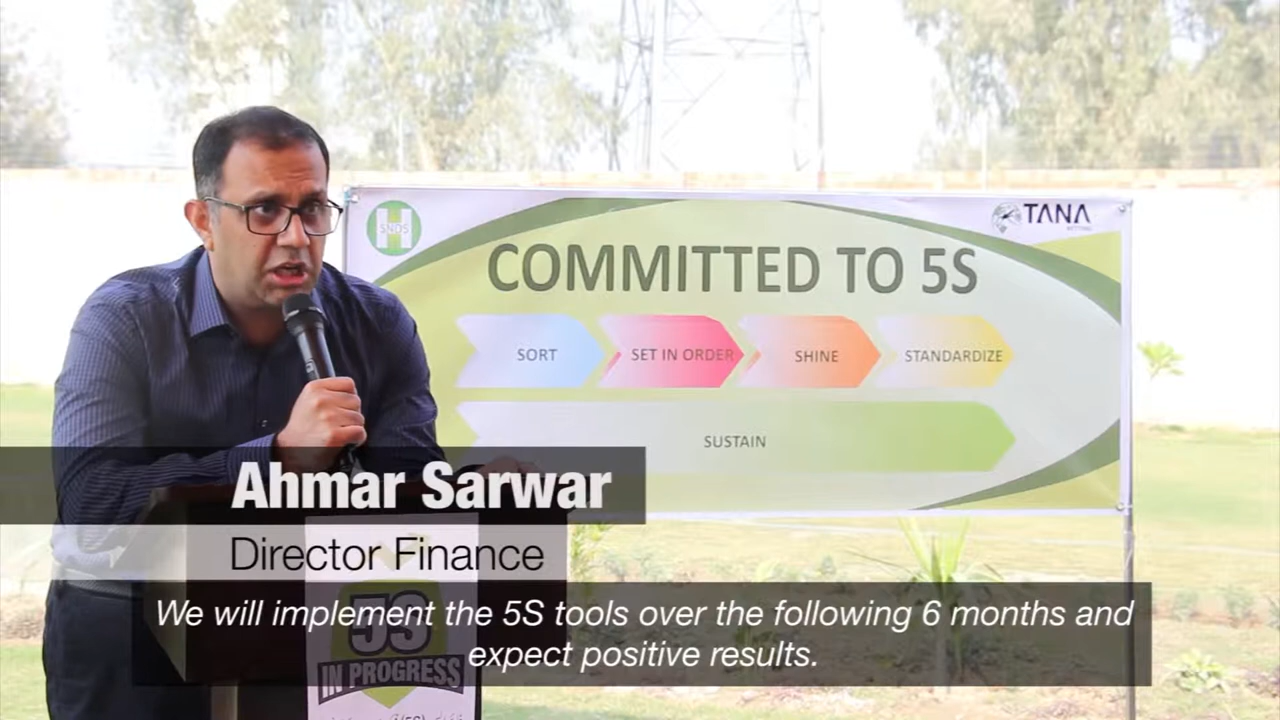 SNDS
H
TANA
COMMITTED TO 5S
SORT
SET IN ORDER
SHINE
STANDARDIZE
SUSTAIN
Ahmar Sarwar
Director Finance
We will implement the 5S tools over the following 6 months and
expect positive results.
5S
IN PROGRESS